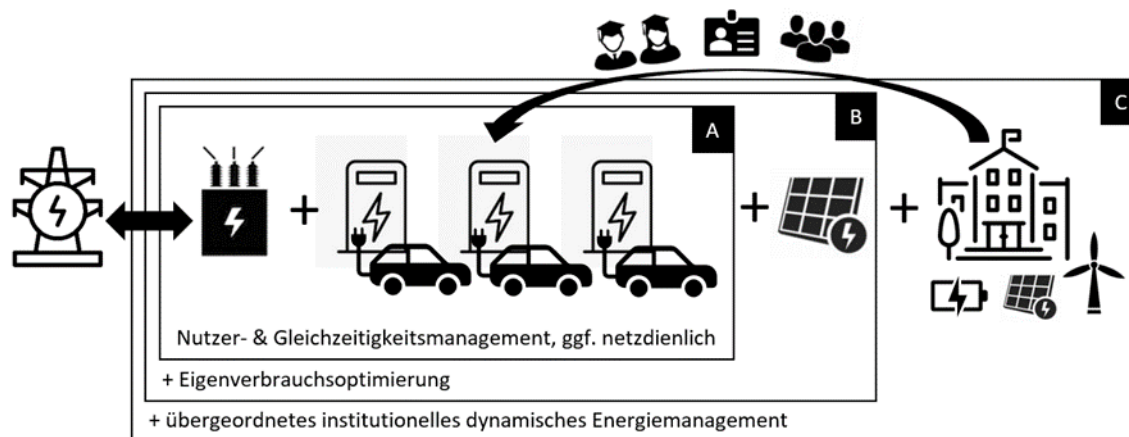 A
B
C
Nutzer- & Gleichzeitigkeitsmanagement, ggf. netzdienlich
+ Eigenverbrauchsoptimierung
+ übergeordnetes institutionelles dynamisches Energiemanagement